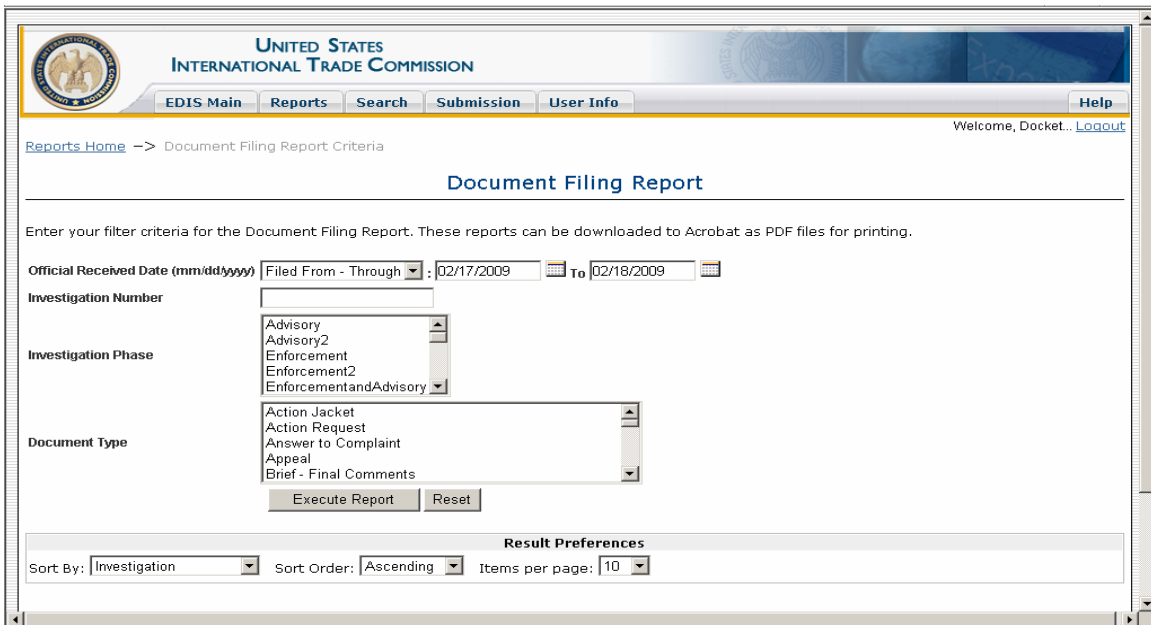 UNITED STATES
INTERNATIONAL TRADE COMMISSION
EDIS Main Reports Search Submission User Info Help
Welcome, Docket... Logout
Reports Home –> Document Filing Report Criteria
Document Filing Report
Enter your filter criteria for the Document Filing Report. These reports can be downloaded to Acrobat as PDF files for printing.
Official Received Date (mm/dd/yyyy) Filed From - Through : 02/17/2009 To 02/18/2009
Investigation Number
Investigation Phase
Advisory
Advisory2
Enforcement
Enforcement2
EnforcementandAdvisory
Document Type
Action Jacket
Action Request
Answer to Complaint
Appeal
Brief - Final Comments
Execute Report Reset
Result Preferences
Sort By: Investigation Sort Order: Ascending Items per page: 10